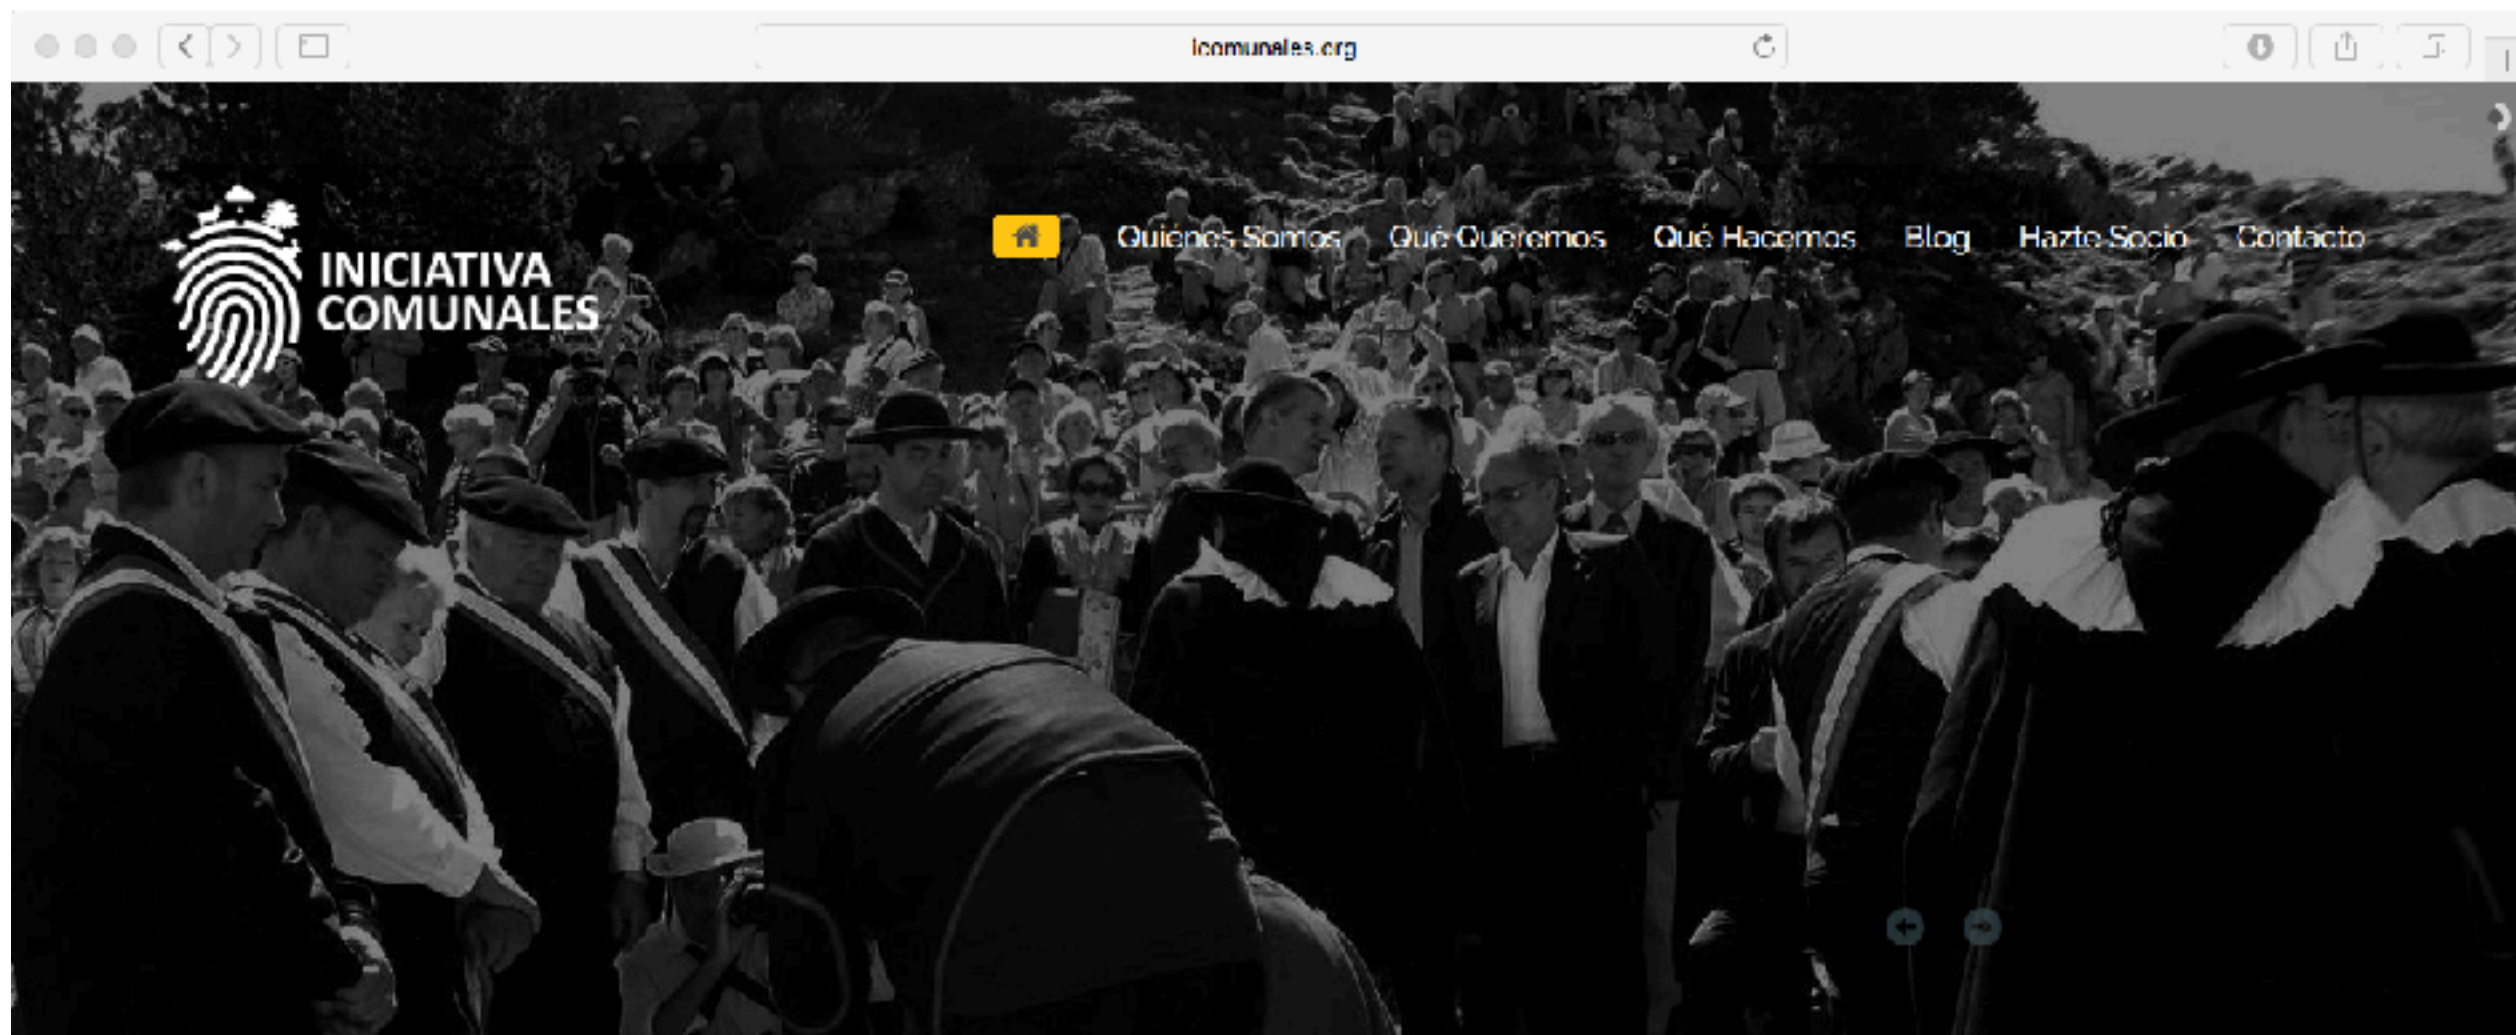 icomunales.org
Quiénes Somos Qué Queremos Qué Hacemos Blog Hazte Socio Contacto
INICIATIVA
COMUNALES